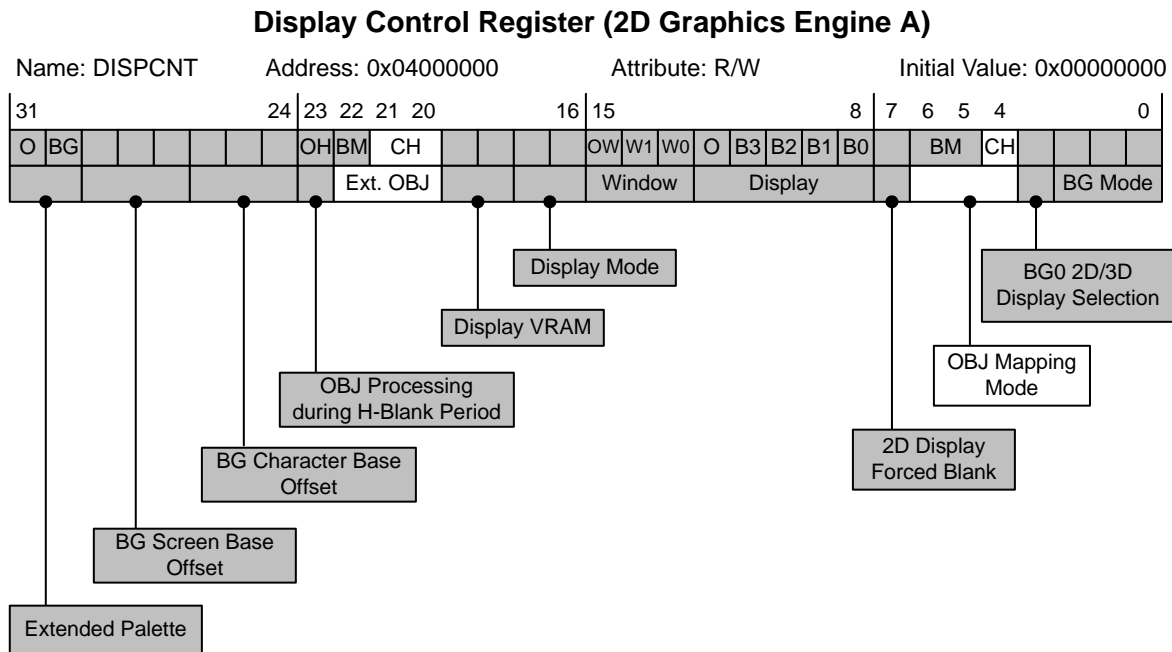 Display Control Register (2D Graphics Engine A)
Name: DISPCNT Address: 0x04000000 Attribute: R/W Initial Value: 0x00000000
31 24 23 22 21 20 16 15 8 7 6 5 4 0
O BG OH BM CH OW W1 W0 O B3 B2 B1 B0 BM CH
Ext. OBJ Window Display BG Mode
Display Mode
BG0 2D/3D
Display Selection
Display VRAM
OBJ Mapping
Mode
OBJ Processing
during H-Blank Period
2D Display
Forced Blank
BG Character Base
Offset
BG Screen Base
Offset
Extended Palette